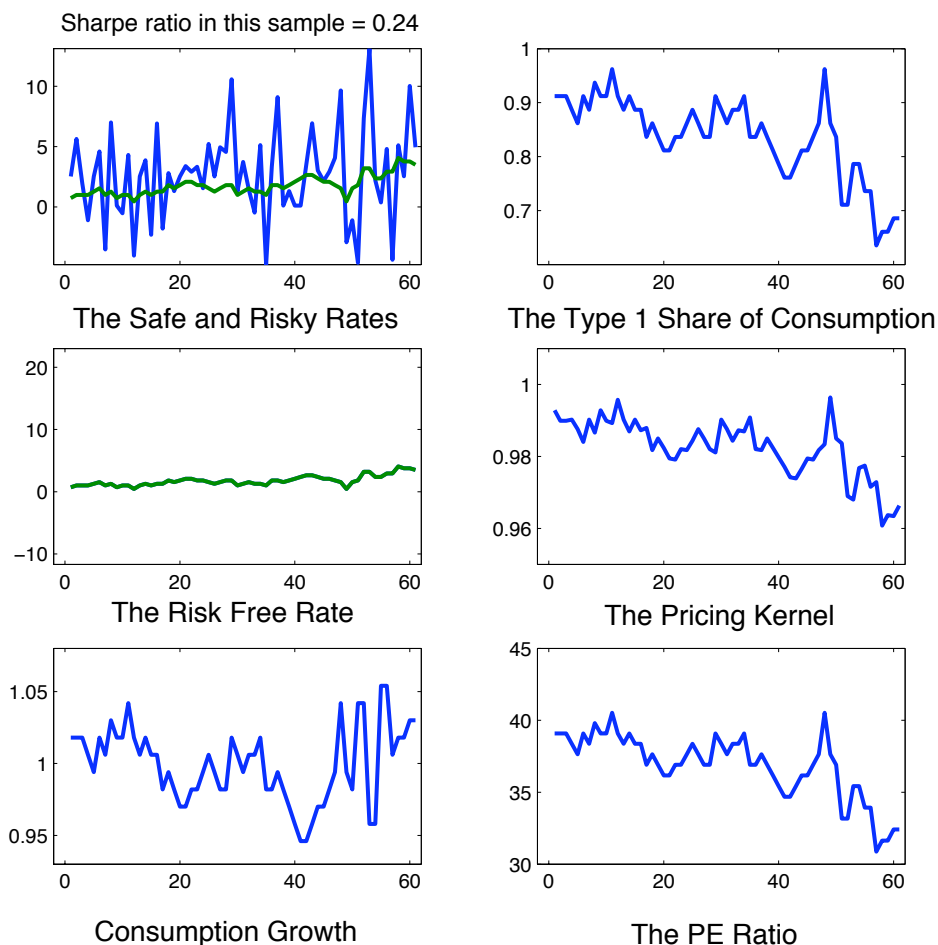 Sharpe ratio in this sample = 0.24
10
5
0
0 20 40 60
The Safe and Risky Rates
1
0.9
0.8
0.7
0 20 40 60
The Type 1 Share of Consumption
20
10
0
−10
0 20 40 60
The Risk Free Rate
1
0.98
0.96
0 20 40 60
The Pricing Kernel
1.05
1
0.95
0 20 40 60
Consumption Growth
45
40
35
30
0 20 40 60
The PE Ratio